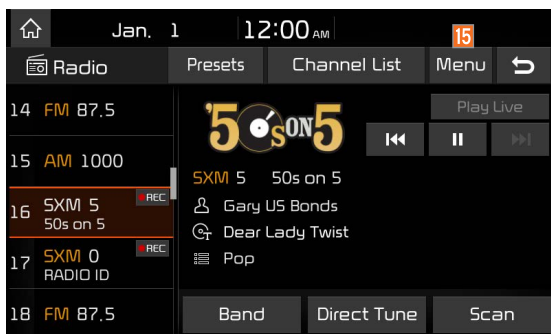 Jan. 1 12:00 AM
15
Radio Presets Channel List Menu
14 FM 87.5
15 AM 1000
16 SXM 5 REC
50s on 5
17 SXM 0 REC
RADIO ID
18 FM 87.5
'50s ON 5
Play Live
SXM 5 50s on 5
Gary US Bonds
Dear Lady Twist
Pop
Band Direct Tune Scan